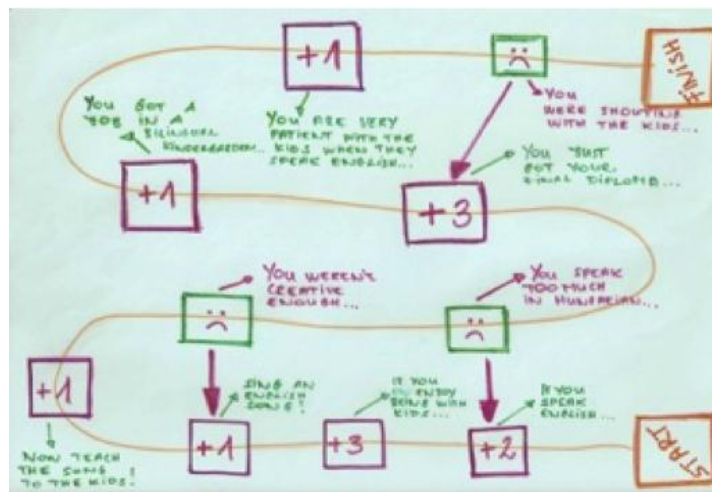 +1
☹
FINISH
YOU GOT A
JOB IN A
BILINGUAL
KINDERGARDEN...
YOU ARE VERY
PATIENT WITH THE
KIDS WHEN THEY
SPEAK ENGLISH...
YOU
WERE SHOUTING
WITH THE KIDS...
YOU JUST
GOT YOUR
FINAL DIPLOMA...
+1
+3
YOU WEREN'T
CREATIVE
ENOUGH...
YOU SPEAK
TOO MUCH
IN HUNGARIAN...
☹
☹
+1
SING AN
ENGLISH
SONG!
IF YOU
ENJOY
BEING WITH
KIDS...
IF YOU
SPEAK
ENGLISH...
+1
+3
+2
START
NOW TEACH
THE SONG
TO THE KIDS!